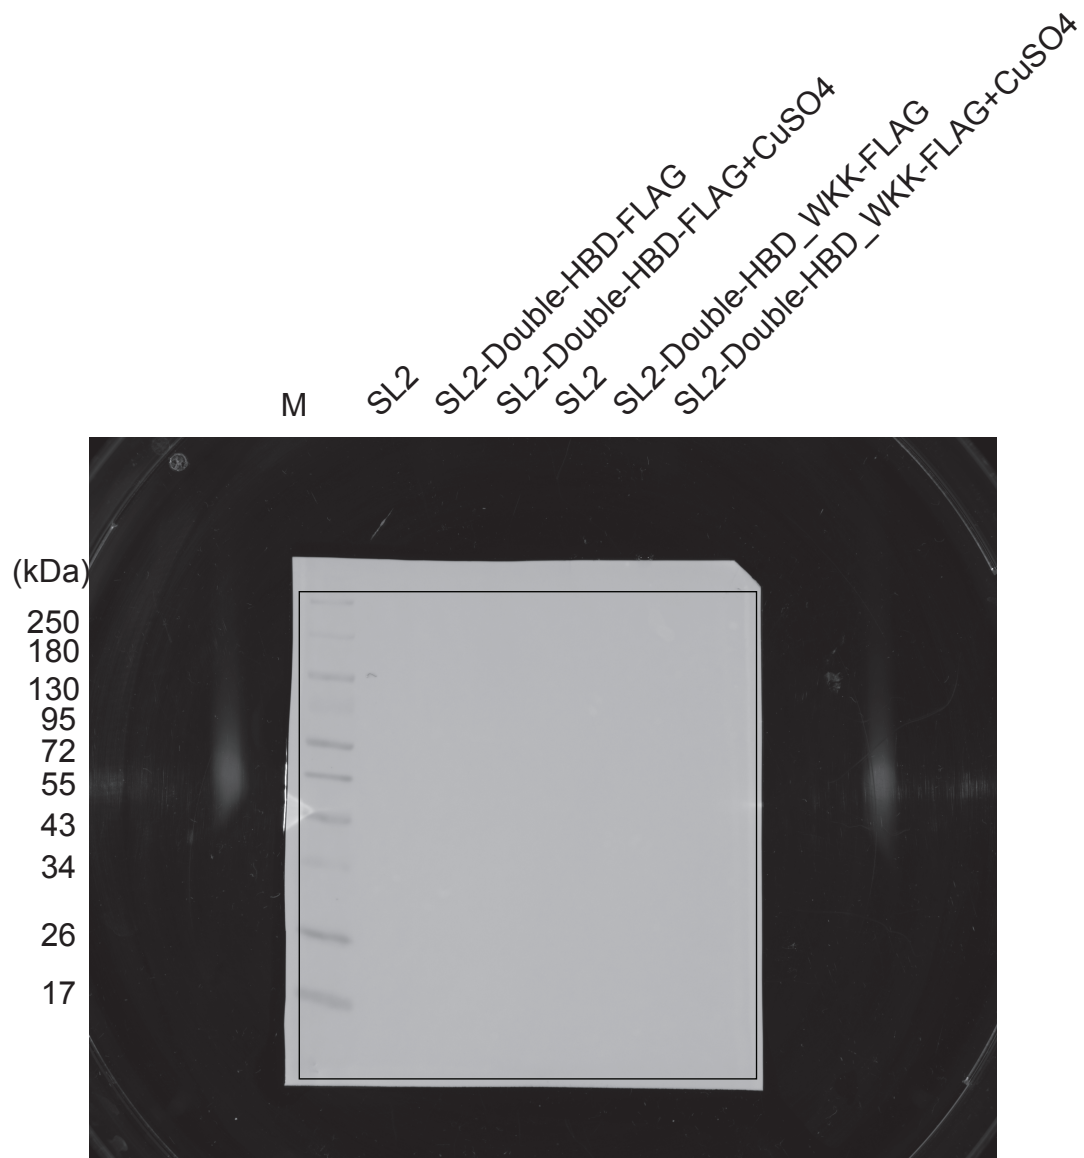 M
SL2
SL2-Double-HBD-FLAG
SL2-Double-HBD-FLAG+CuSO4
SL2
SL2-Double-HBD_WKK-FLAG
SL2-Double-HBD_WKK-FLAG+CuSO4
(kDa)
250
180
130
95
72
55
43
34
26
17